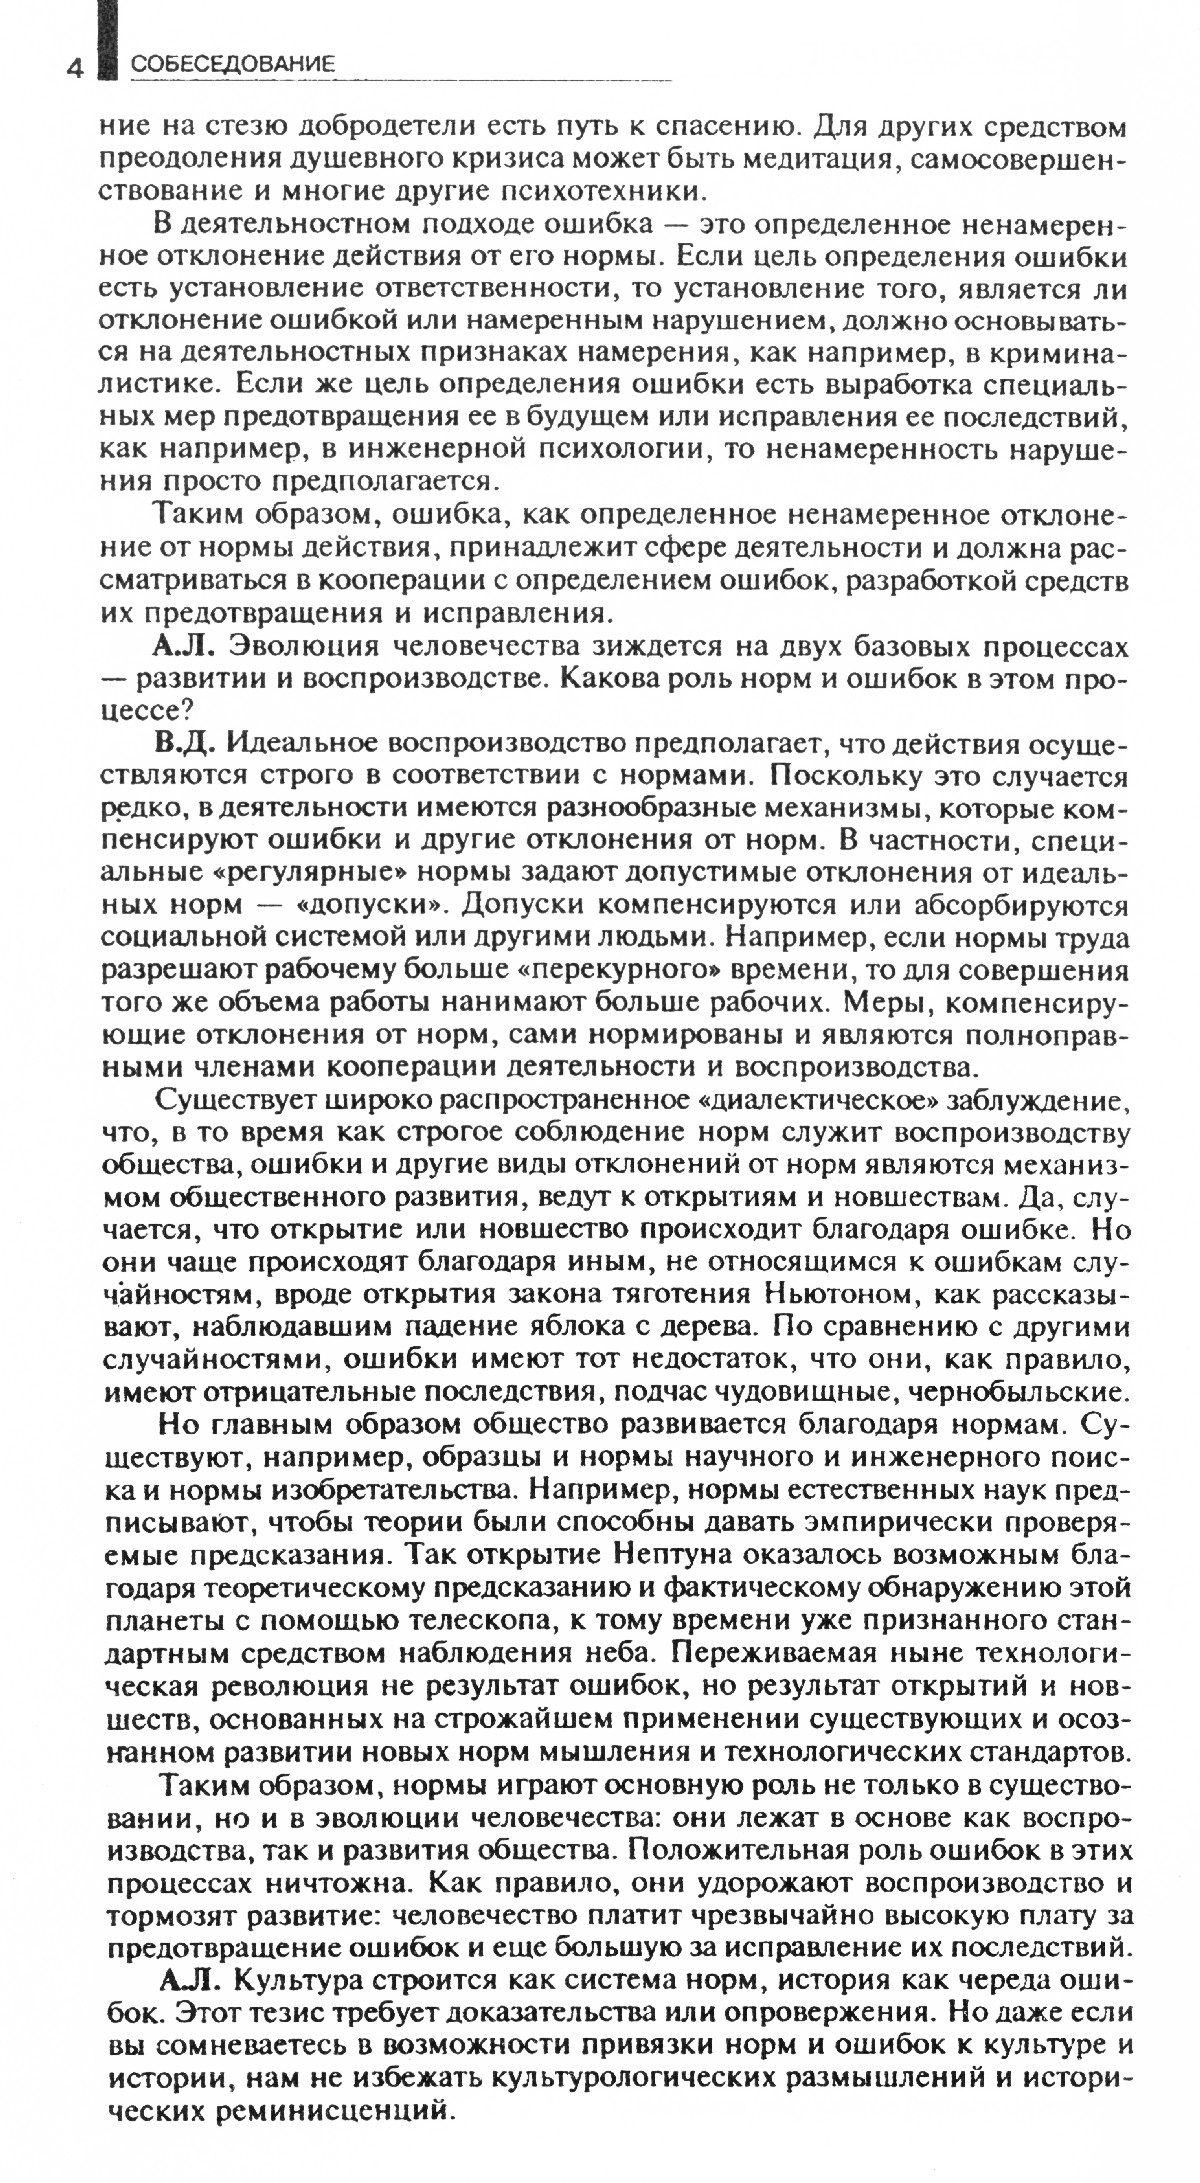 4 СОБЕСЕДОВАНИЕ
ние на стезю добродетели есть путь к спасению. Для других средством
преодоления душевного кризиса может быть медитация, самосовершен-
ствование и многие другие психотехники.
В деятельностном подходе ошибка — это определенное ненамерен-
ное отклонение действия от его нормы. Если цель определения ошибки
есть установление ответственности, то установление того, является ли
отклонение ошибкой или намеренным нарушением, должно основывать-
ся на деятельностных признаках намерения, как например, в кримина-
листике. Если же цель определения ошибки есть выработка специаль-
ных мер предотвращения ее в будущем или исправления ее последствий,
как например, в инженерной психологии, то ненамеренность наруше-
ния просто предполагается.
Таким образом, ошибка, как определенное ненамеренное отклоне-
ние от нормы действия, принадлежит сфере деятельности и должна рас-
сматриваться в кооперации с определением ошибок, разработкой средств
их предотвращения и исправления.
А.Л. Эволюция человечества зиждется на двух базовых процессах
— развитии и воспроизводстве. Какова роль норм и ошибок в этом про-
цессе?
В.Д. Идеальное воспроизводство предполагает, что действия осуще-
ствляются строго в соответствии с нормами. Поскольку это случается
редко, в деятельности имеются разнообразные механизмы, которые ком-
пенсируют ошибки и другие отклонения от норм. В частности, специ-
альные «регулярные» нормы задают допустимые отклонения от идеаль-
ных норм — «допуски». Допуски компенсируются или абсорбируются
социальной системой или другими людьми. Например, если нормы труда
разрешают рабочему больше «перекурного» времени, то для совершения
того же объема работы нанимают больше рабочих. Меры, компенсиру-
ющие отклонения от норм, сами нормированы и являются полноправ-
ными членами кооперации деятельности и воспроизводства.
Существует широко распространенное «диалектическое» заблуждение,
что, в то время как строгое соблюдение норм служит воспроизводству
общества, ошибки и другие виды отклонений от норм являются механиз-
мом общественного развития, ведут к открытиям и новшествам. Да, слу-
чается, что открытие или новшество происходит благодаря ошибке. Но
они чаще происходят благодаря иным, не относящимся к ошибкам слу-
чайностям, вроде открытия закона тяготения Ньютоном, как рассказы-
вают, наблюдавшим падение яблока с дерева. По сравнению с другими
случайностями, ошибки имеют тот недостаток, что они, как правило,
имеют отрицательные последствия, подчас чудовищные, чернобыльские.
Но главным образом общество развивается благодаря нормам. Су-
ществуют, например, образцы и нормы научного и инженерного поис-
ка и нормы изобретательства. Например, нормы естественных наук пред-
писывают, чтобы теории были способны давать эмпирически проверя-
емые предсказания. Так открытие Нептуна оказалось возможным бла-
годаря теоретическому предсказанию и фактическому обнаружению этой
планеты с помощью телескопа, к тому времени уже признанного стан-
дартным средством наблюдения неба. Переживаемая ныне технологи-
ческая революция не результат ошибок, но результат открытий и нов-
шеств, основанных на строжайшем применении существующих и осоз-
нанном развитии новых норм мышления и технологических стандартов.
Таким образом, нормы играют основную роль не только в существо-
вании, но и в эволюции человечества: они лежат в основе как воспро-
изводства, так и развития общества. Положительная роль ошибок в этих
процессах ничтожна. Как правило, они удорожают воспроизводство и
тормозят развитие: человечество платит чрезвычайно высокую плату за
предотвращение ошибок и еще большую за исправление их последствий.
А.Л. Культура строится как система норм, история как череда оши-
бок. Этот тезис требует доказательства или опровержения. Но даже если
вы сомневаетесь в возможности привязки норм и ошибок к культуре и
истории, нам не избежать культурологических размышлений и истори-
ческих реминисценций.